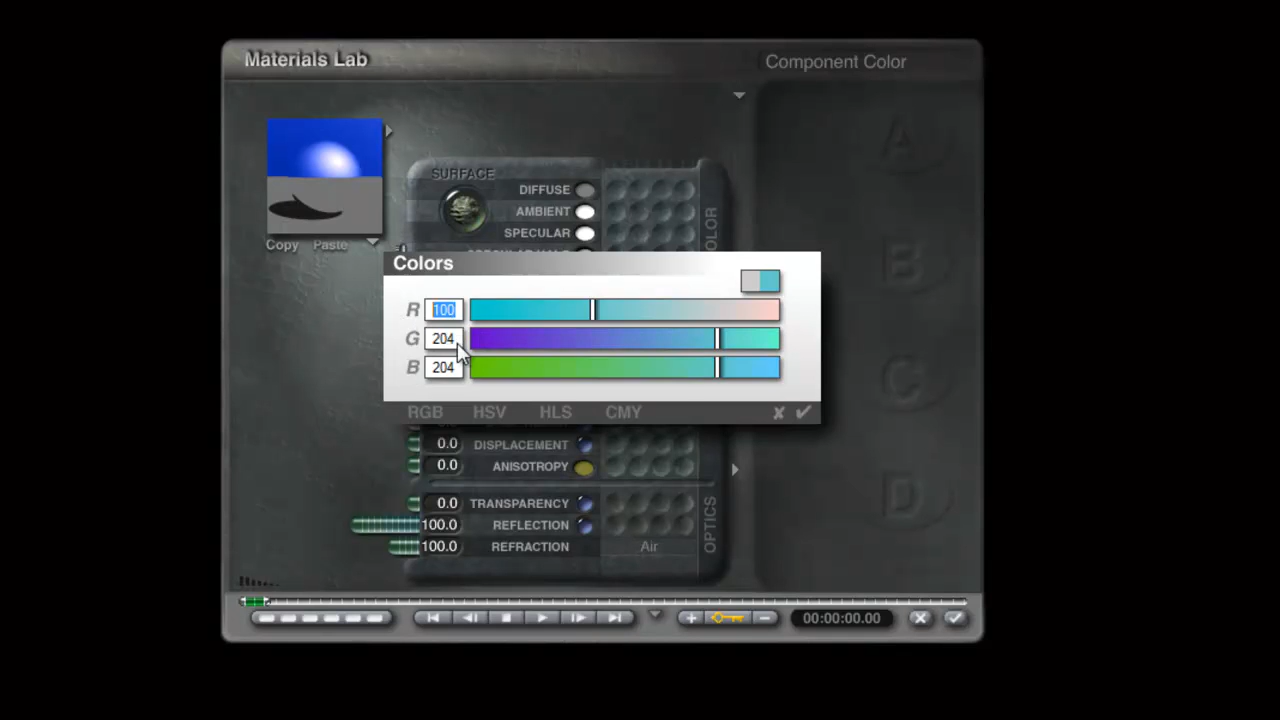 Materials Lab
Component Color
SURFACE
DIFFUSE
AMBIENT
SPECULAR
Copy Paste
Colors
R 100
G 204
B 204
RGB HSV HLS CMY
0.0 DISPLACEMENT
0.0 ANISOTROPY
0.0 TRANSPARENCY
100.0 REFLECTION
100.0 REFRACTION Air
OPTICS
A
B
C
D
00:00:00.00